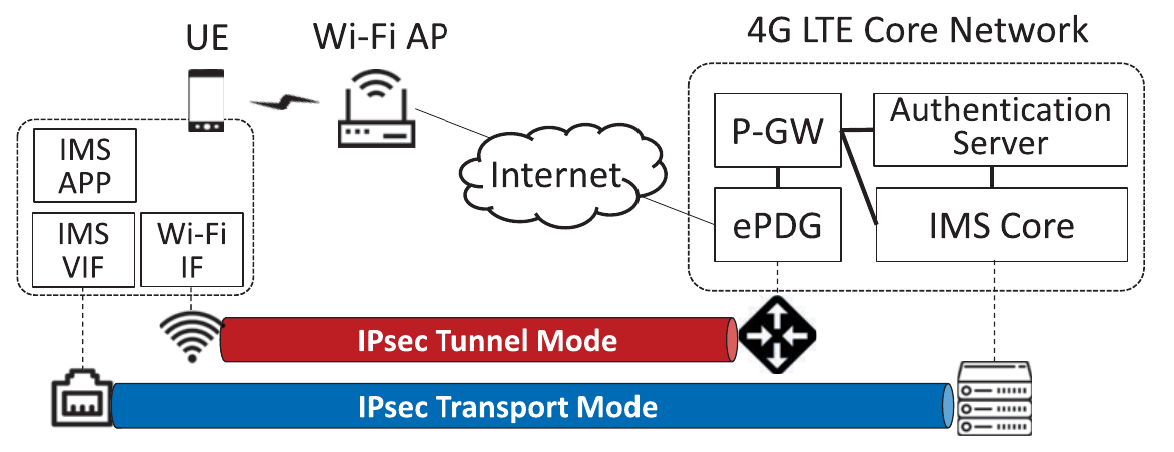 UE
Wi-Fi AP
4G LTE Core Network
IMS
APP
IMS
VIF
Wi-Fi
IF
Internet
P-GW
Authentication
Server
ePDG
IMS Core
IPsec Tunnel Mode
IPsec Transport Mode